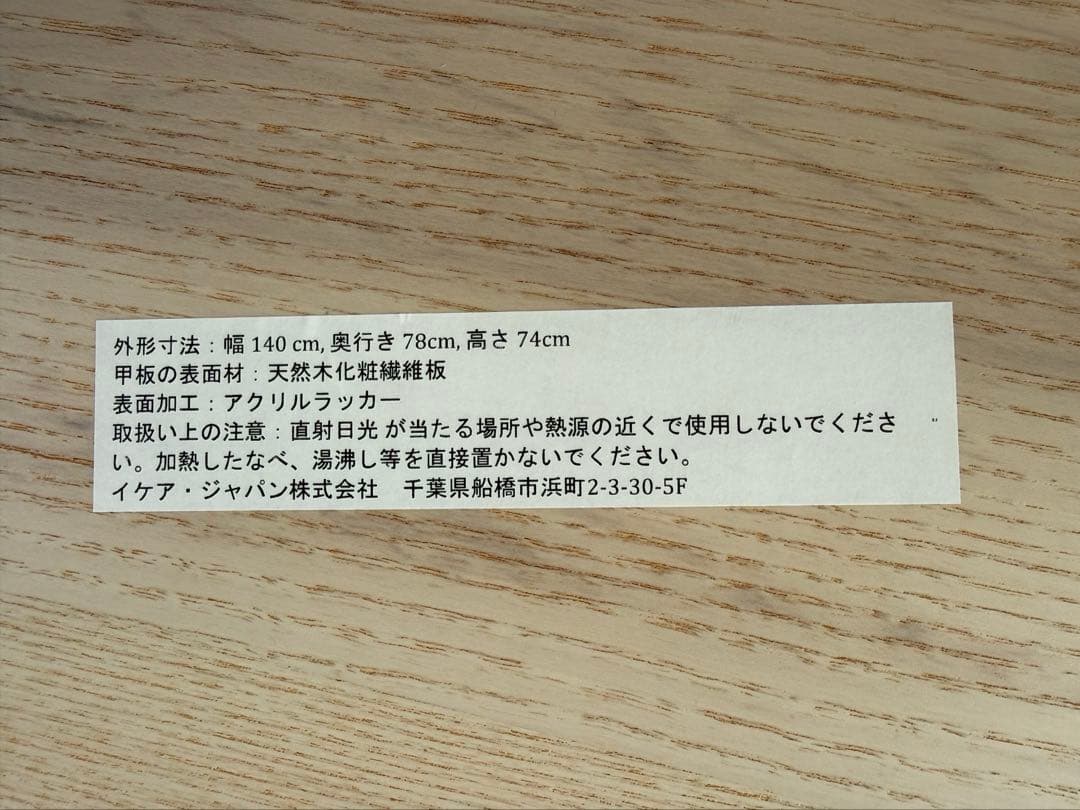 外形寸法：幅 140 cm, 奥行き 78cm, 高さ 74cm
甲板の表面材：天然木化粧繊維板
表面加工：アクリルラッカー
取扱い上の注意：直射日光 が当たる場所や熱源の近くで使用しないでくださ
い。加熱したなべ、湯沸し等を直接置かないでください。
イケア・ジャパン株式会社　千葉県船橋市浜町2-3-30-5F